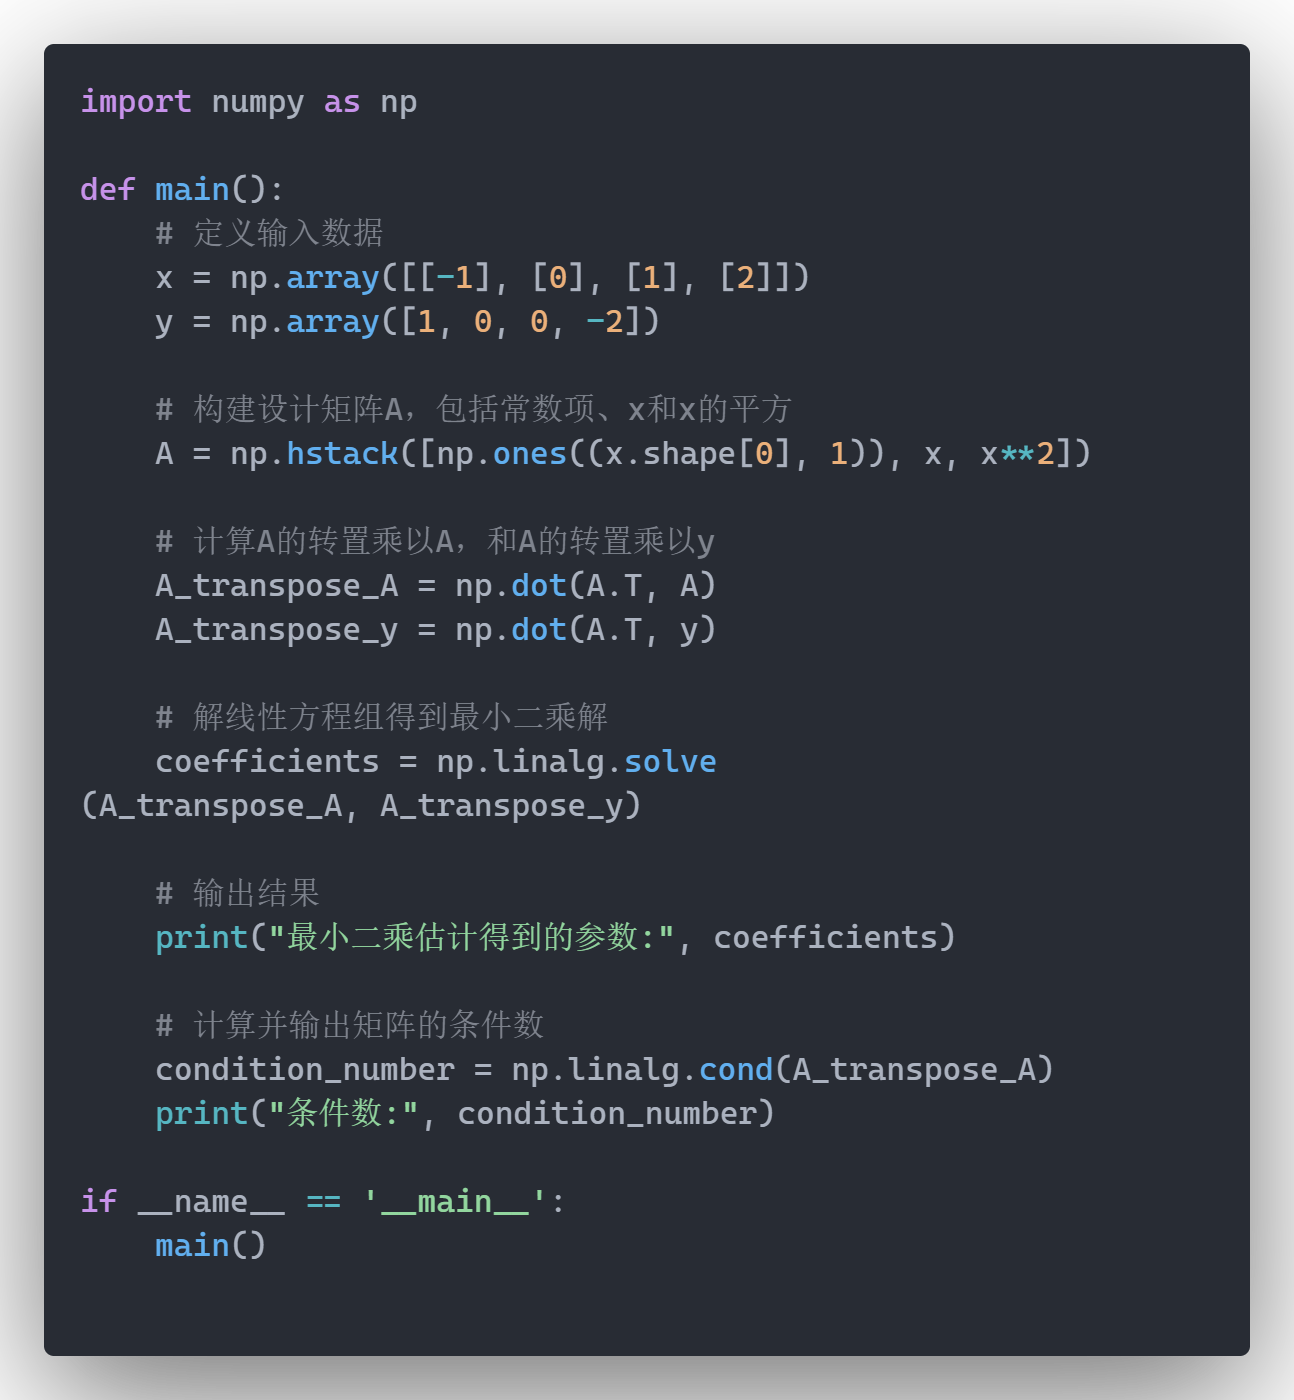 import numpy as np
def main():
    # 定义输入数据
    x = np.array([[-1], [0], [1], [2]])
    y = np.array([1, 0, 0, -2])
    # 构建设计矩阵A，包括常数项、x和x的平方
    A = np.hstack([np.ones((x.shape[0], 1)), x, x**2])
    # 计算A的转置乘以A，和A的转置乘以y
    A_transpose_A = np.dot(A.T, A)
    A_transpose_y = np.dot(A.T, y)
    # 解线性方程组得到最小二乘解
    coefficients = np.linalg.solve
(A_transpose_A, A_transpose_y)
    # 输出结果
    print("最小二乘估计得到的参数:", coefficients)
    # 计算并输出矩阵的条件数
    condition_number = np.linalg.cond(A_transpose_A)
    print("条件数:", condition_number)
if __name__ == '__main__':
    main()